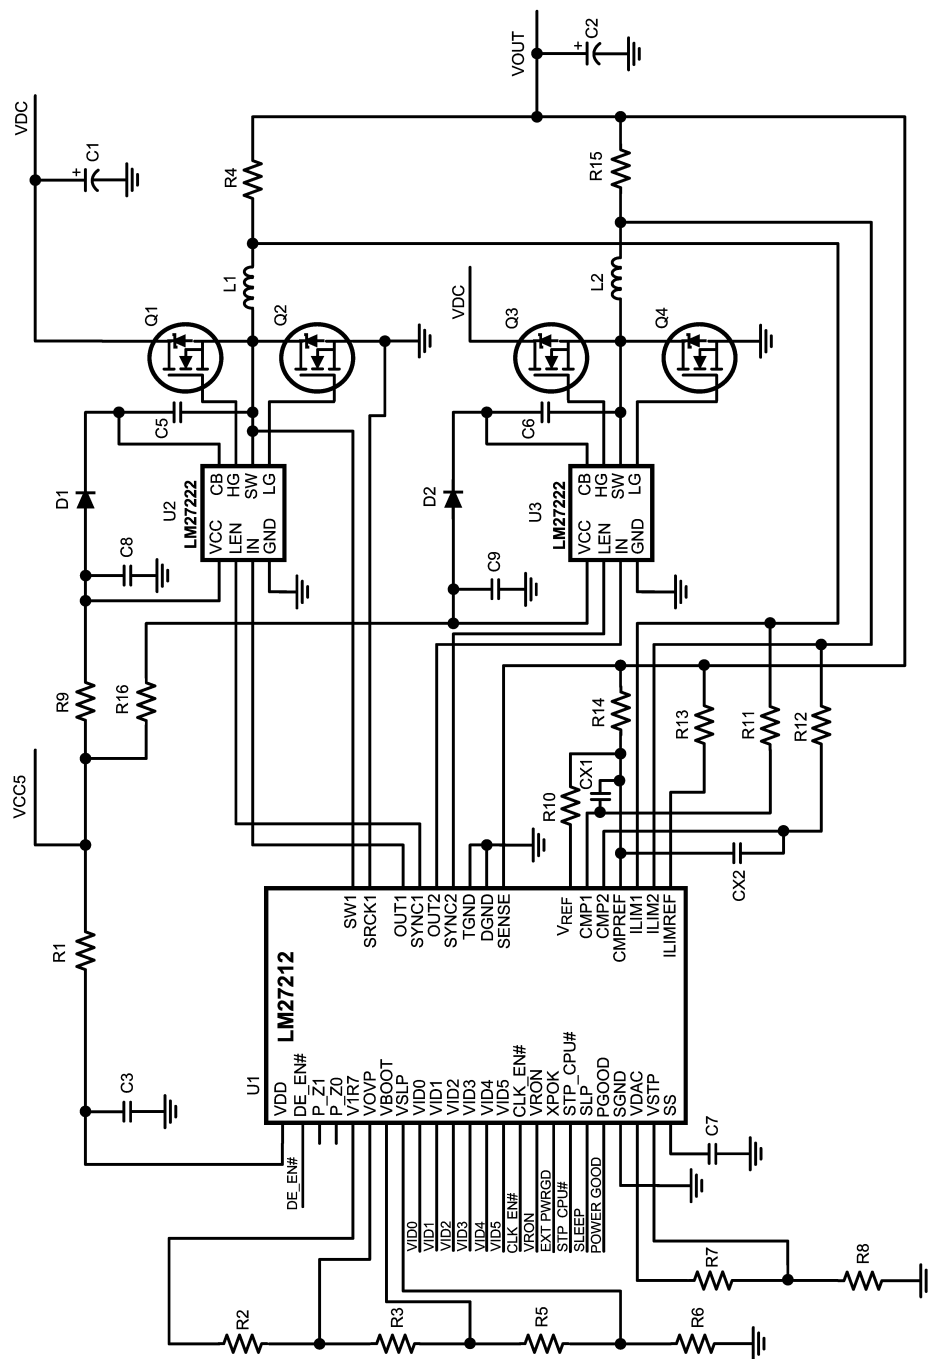 VOUT
C2
+
VDC
C1
+
R4
R15
L1
L2
Q1
Q2
VDC
Q3
Q4
C5
C6
D1
U2
LM27222
CB
HG
SW
LG
VCC
LEN
IN
GND
D2
U3
LM27222
CB
HG
SW
LG
VCC
LEN
IN
GND
C8
C9
R9
R16
R14
R13
R11
R12
VCC5
R10
CX1
CX2
R1
U1
LM27212
SW1
SRCK1
OUT1
SYNC1
OUT2
SYNC2
TGND
DGND
SENSE
VREF
CMP1
CMP2
CMPREF
ILIM1
ILIM2
ILIMREF
VDD
DE_EN#
P_Z1
P_Z0
V1R7
VOVP
VBOOT
VSLP
VID0
VID1
VID2
VID3
VID4
VID5
CLK_EN#
VRON
XPOK
STP_CPU#
SLP
PGOOD
SGND
VDAC
VSTP
SS
C3
C7
DE_EN#
VID0
VID1
VID2
VID3
VID4
VID5
CLK_EN#
VRON
EXT PWRGD
STP_CPU#
SLEEP
POWER GOOD
R7
R8
R2
R3
R5
R6